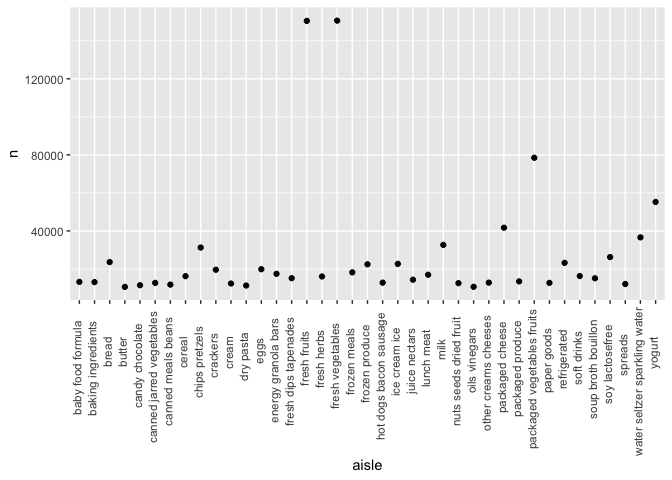 120000
80000
40000
n
baby food formula
baking ingredients
bread
butter
candy chocolate
canned jarred vegetables
canned meals beans
cereal
chips pretzels
crackers
cream
dry pasta
eggs
energy granola bars
fresh dips tapenades
fresh fruits
fresh herbs
fresh vegetables
frozen meals
frozen produce
hot dogs bacon sausage
ice cream ice
juice nectars
lunch meat
milk
nuts seeds dried fruit
oils vinegars
other creams cheeses
packaged cheese
packaged produce
packaged vegetables fruits
paper goods
refrigerated
soft drinks
soup broth bouillon
soy lactosefree
spreads
water seltzer sparkling water
yogurt
aisle